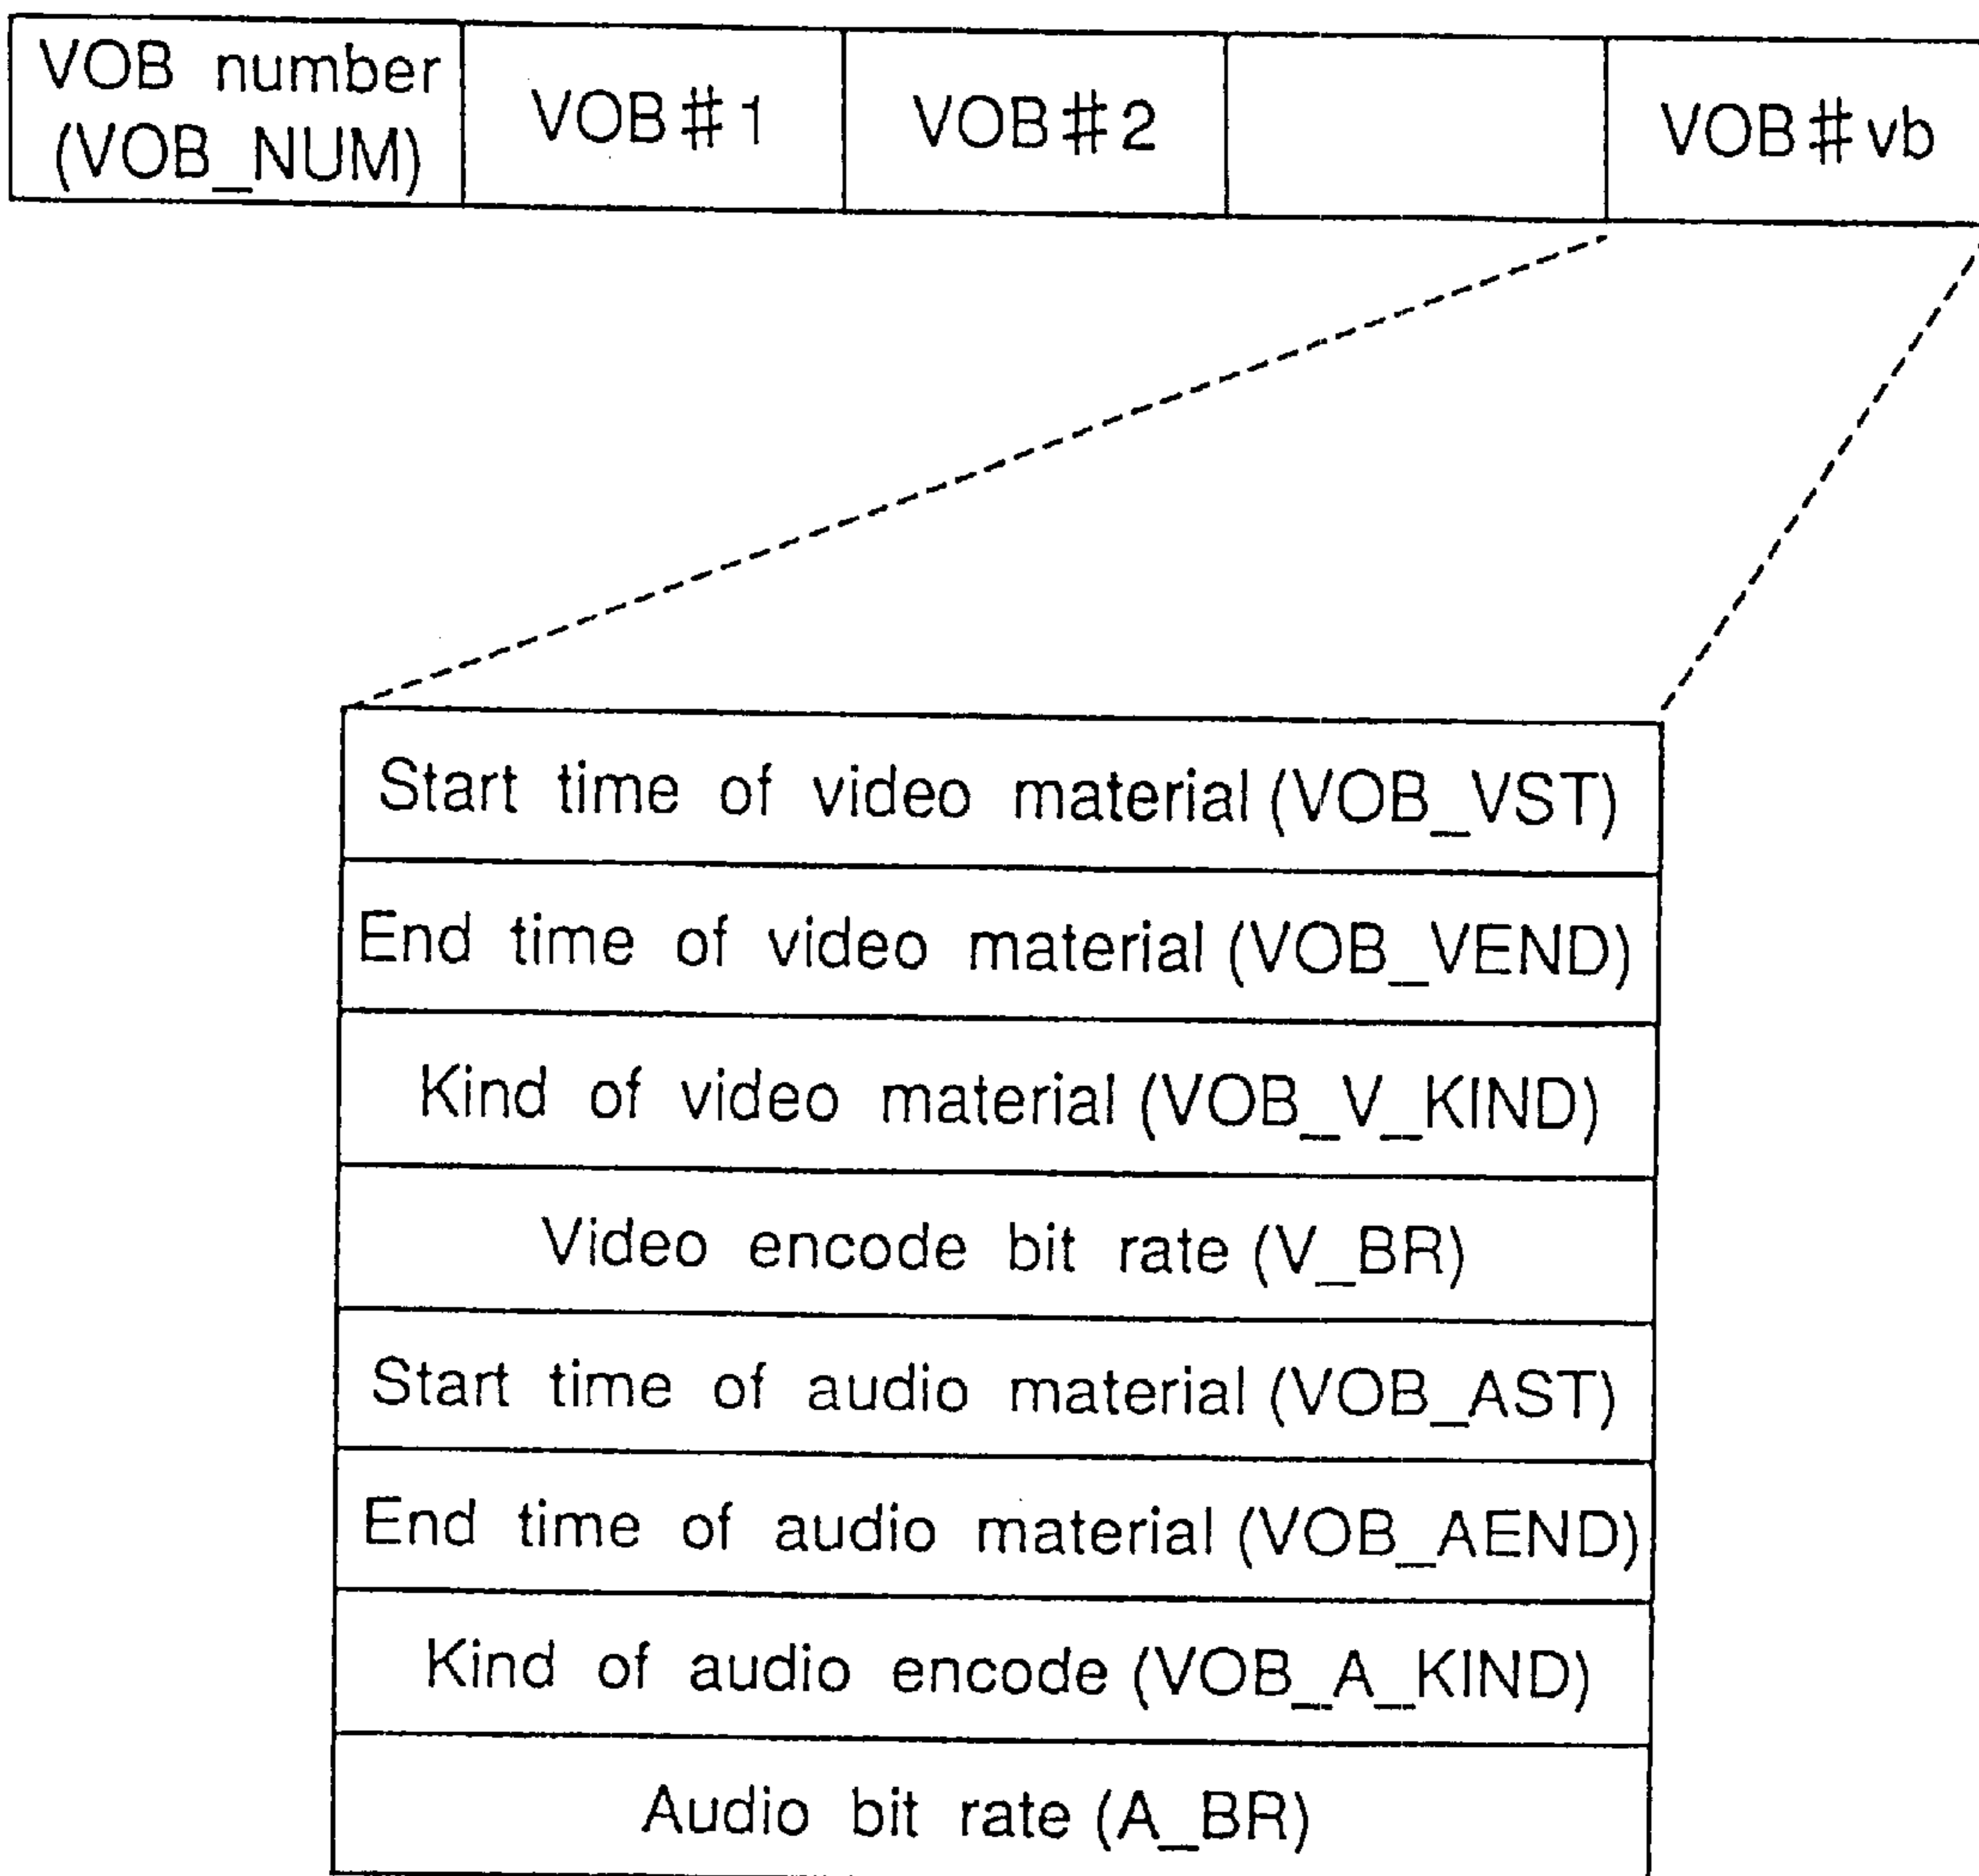 VOB number
(VOB_NUM)
VOB#1
VOB#2
VOB#vb
Start time of video material (VOB_VST)
End time of video material (VOB_VEND)
Kind of video material (VOB_V_KIND)
Video encode bit rate (V_BR)
Start time of audio material (VOB_AST)
End time of audio material (VOB_AEND)
Kind of audio encode (VOB_A_KIND)
Audio bit rate (A_BR)